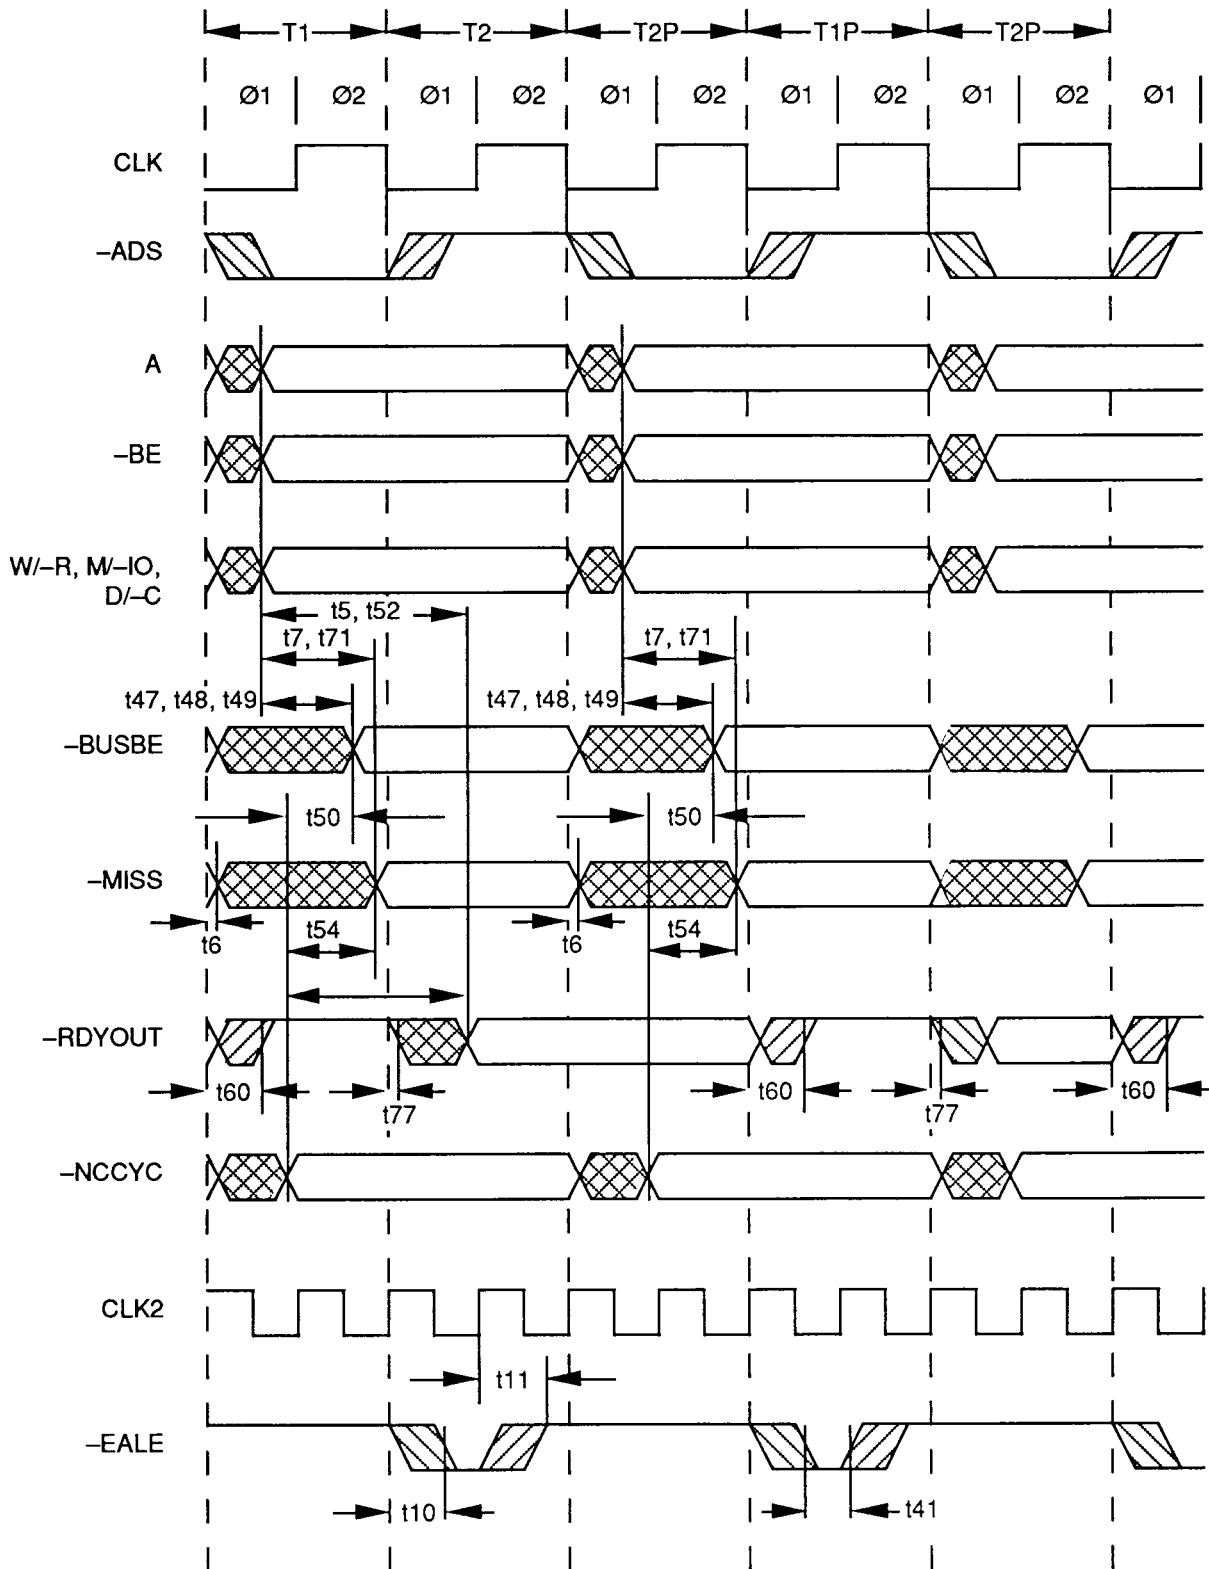 T1 T2 T2P T1P T2P
Ø1 Ø2 Ø1 Ø2 Ø1 Ø2 Ø1 Ø2 Ø1 Ø2 Ø1
CLK
–ADS
A
–BE
W/–R, M/–IO,
D/–C
t5, t52
t7, t71 t7, t71
t47, t48, t49 t47, t48, t49
–BUSBE
t50 t50
–MISS
t6 t54 t6 t54
–RDYOUT
t60 t77 t60 t77 t60
–NCCYC
CLK2
t11
–EALE
t10 t41